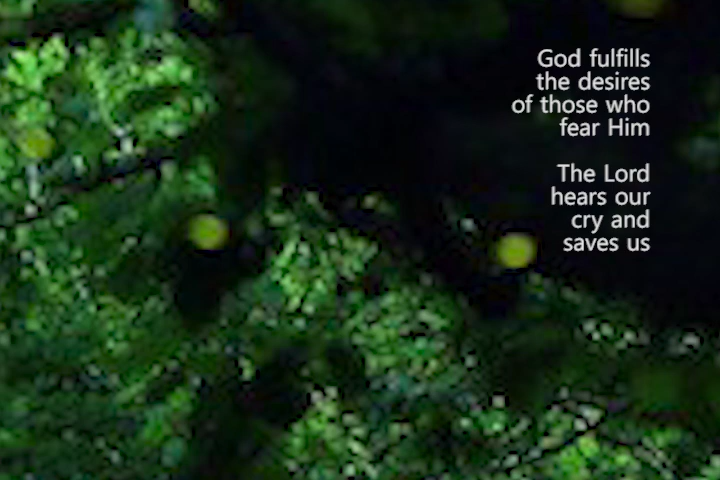 God fulfills
the desires
of those who
fear Him
The Lord
hears our
cry and
saves us